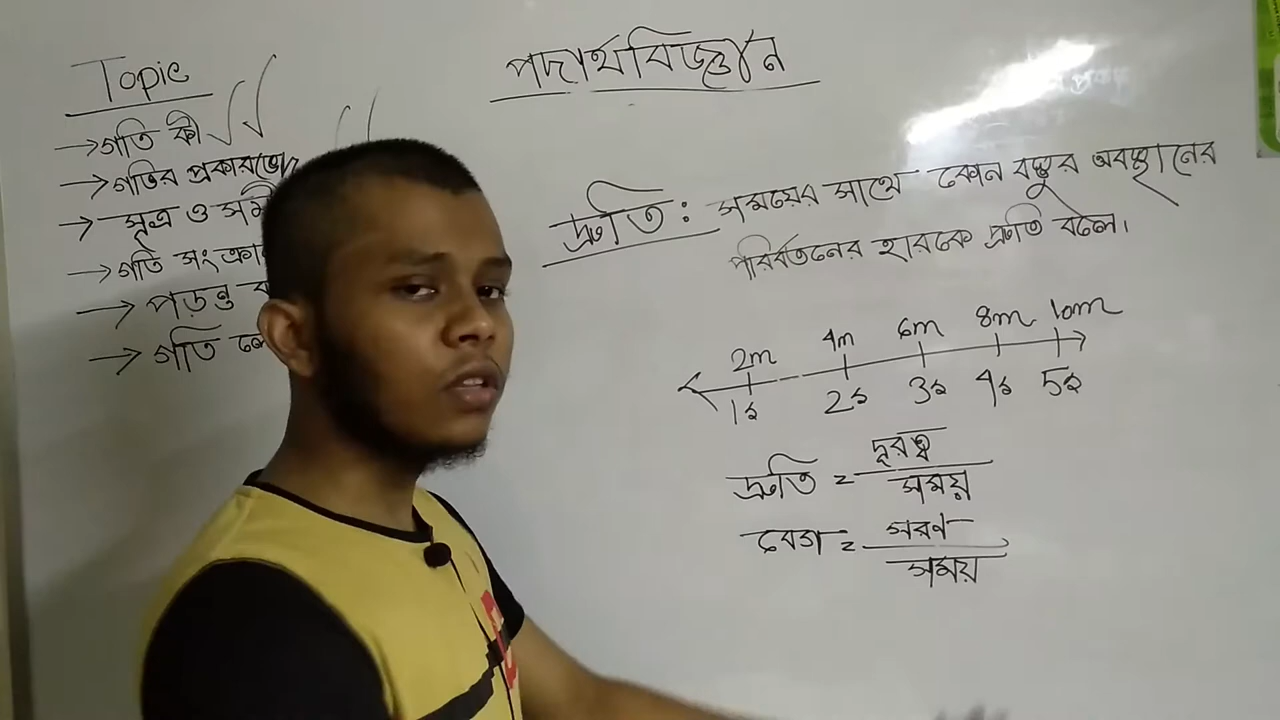 Topic
পদার্থবিজ্ঞান
→গতি কী
→গতির প্রকারভেদ
→সূত্র ও
→গতি সংক্রা
→পড়ন্ত
→গতি
দ্রুতি: সময়ের সাথে কোন বস্তুর অবস্থানের
পরিবর্তনের হারকে দ্রুতি বলে।
2m 4m 6m 8m 10m
1s 2s 3s 4s 5s
দ্রুতি = দূরত্ব
সময়
বেগ = সরণ
সময়